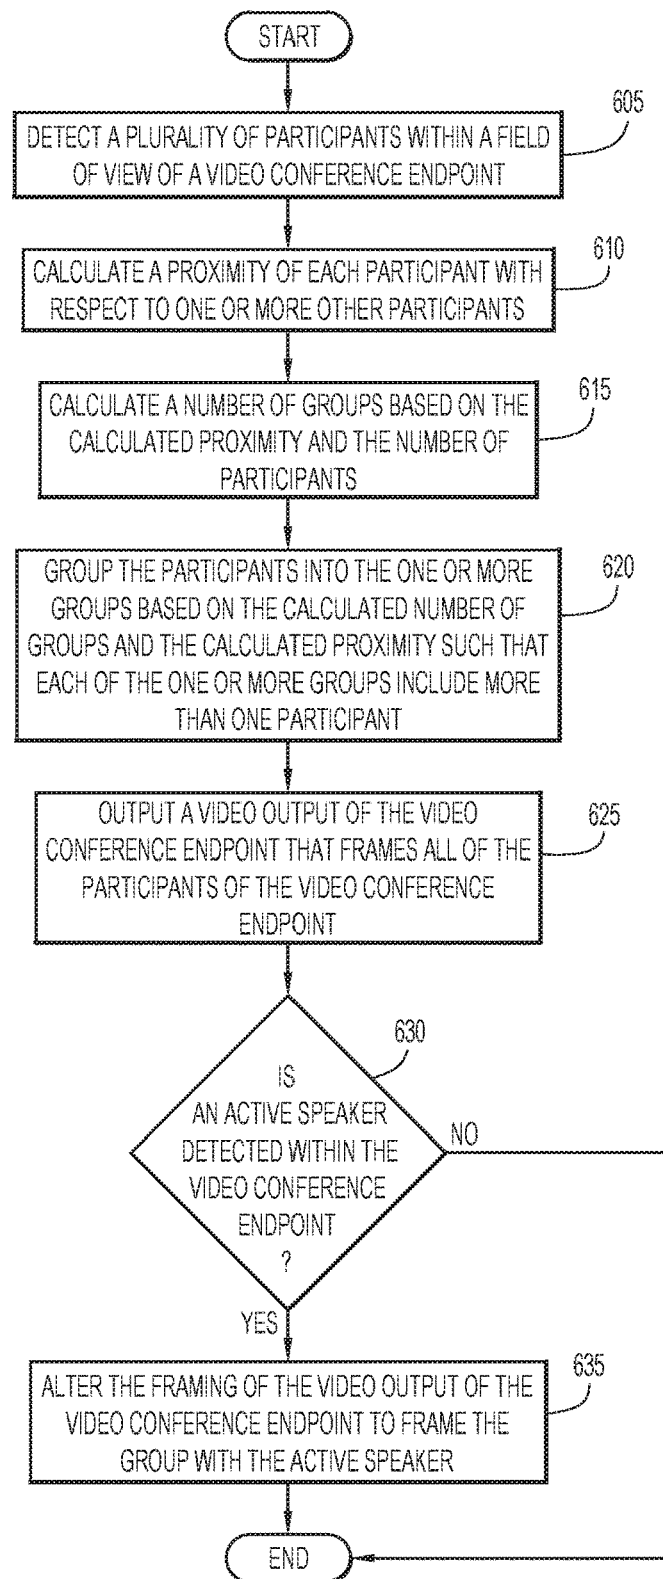 START
605
DETECT A PLURALITY OF PARTICIPANTS WITHIN A FIELD
OF VIEW OF A VIDEO CONFERENCE ENDPOINT
610
CALCULATE A PROXIMITY OF EACH PARTICIPANT WITH
RESPECT TO ONE OR MORE OTHER PARTICIPANTS
615
CALCULATE A NUMBER OF GROUPS BASED ON THE
CALCULATED PROXIMITY AND THE NUMBER OF
PARTICIPANTS
620
GROUP THE PARTICIPANTS INTO THE ONE OR MORE
GROUPS BASED ON THE CALCULATED NUMBER OF
GROUPS AND THE CALCULATED PROXIMITY SUCH THAT
EACH OF THE ONE OR MORE GROUPS INCLUDE MORE
THAN ONE PARTICIPANT
625
OUTPUT A VIDEO OUTPUT OF THE VIDEO
CONFERENCE ENDPOINT THAT FRAMES ALL OF THE
PARTICIPANTS OF THE VIDEO CONFERENCE
ENDPOINT
630
IS
AN ACTIVE SPEAKER
DETECTED WITHIN THE
VIDEO CONFERENCE
ENDPOINT
?
NO
YES
635
ALTER THE FRAMING OF THE VIDEO OUTPUT OF THE
VIDEO CONFERENCE ENDPOINT TO FRAME THE
GROUP WITH THE ACTIVE SPEAKER
END